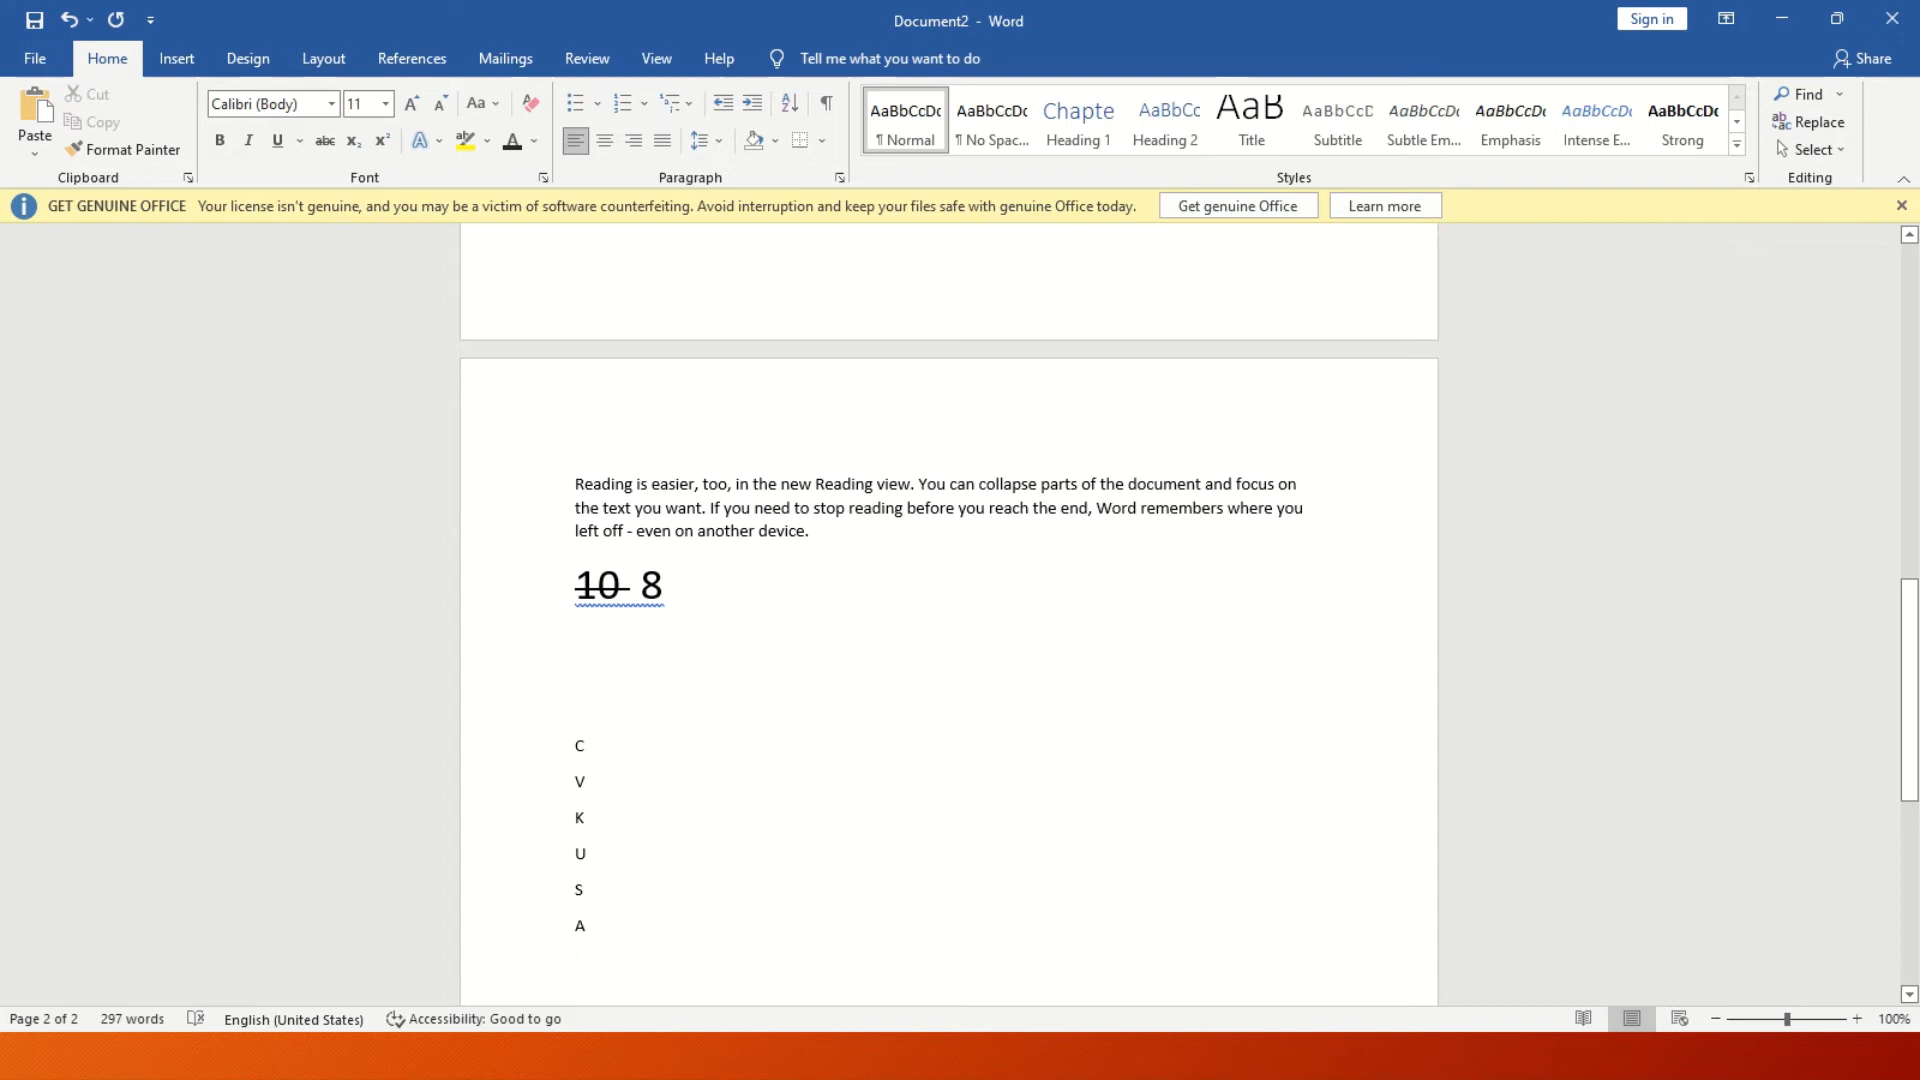 Document2 - Word
Sign in
File Home Insert Design Layout References Mailings Review View Help Tell me what you want to do Share
Paste
Cut
Copy
Format Painter
Clipboard
Calibri (Body) 11
Aa
B I U abc x₂ x² A A
Font
Paragraph
AaBbCcDc ¶ Normal
AaBbCcDc ¶ No Spac...
Chapte Heading 1
AaBbCc Heading 2
AaB Title
AaBbCcD Subtitle
AaBbCcDc Subtle Em...
AaBbCcDc Emphasis
AaBbCcDc Intense E...
AaBbCcDc Strong
Styles
Find
Replace
Select
Editing
GET GENUINE OFFICE Your license isn't genuine, and you may be a victim of software counterfeiting. Avoid interruption and keep your files safe with genuine Office today. Get genuine Office Learn more
Reading is easier, too, in the new Reading view. You can collapse parts of the document and focus on
the text you want. If you need to stop reading before you reach the end, Word remembers where you
left off - even on another device.
10 8
C
V
K
U
S
A
Page 2 of 2 297 words English (United States) Accessibility: Good to go 100%